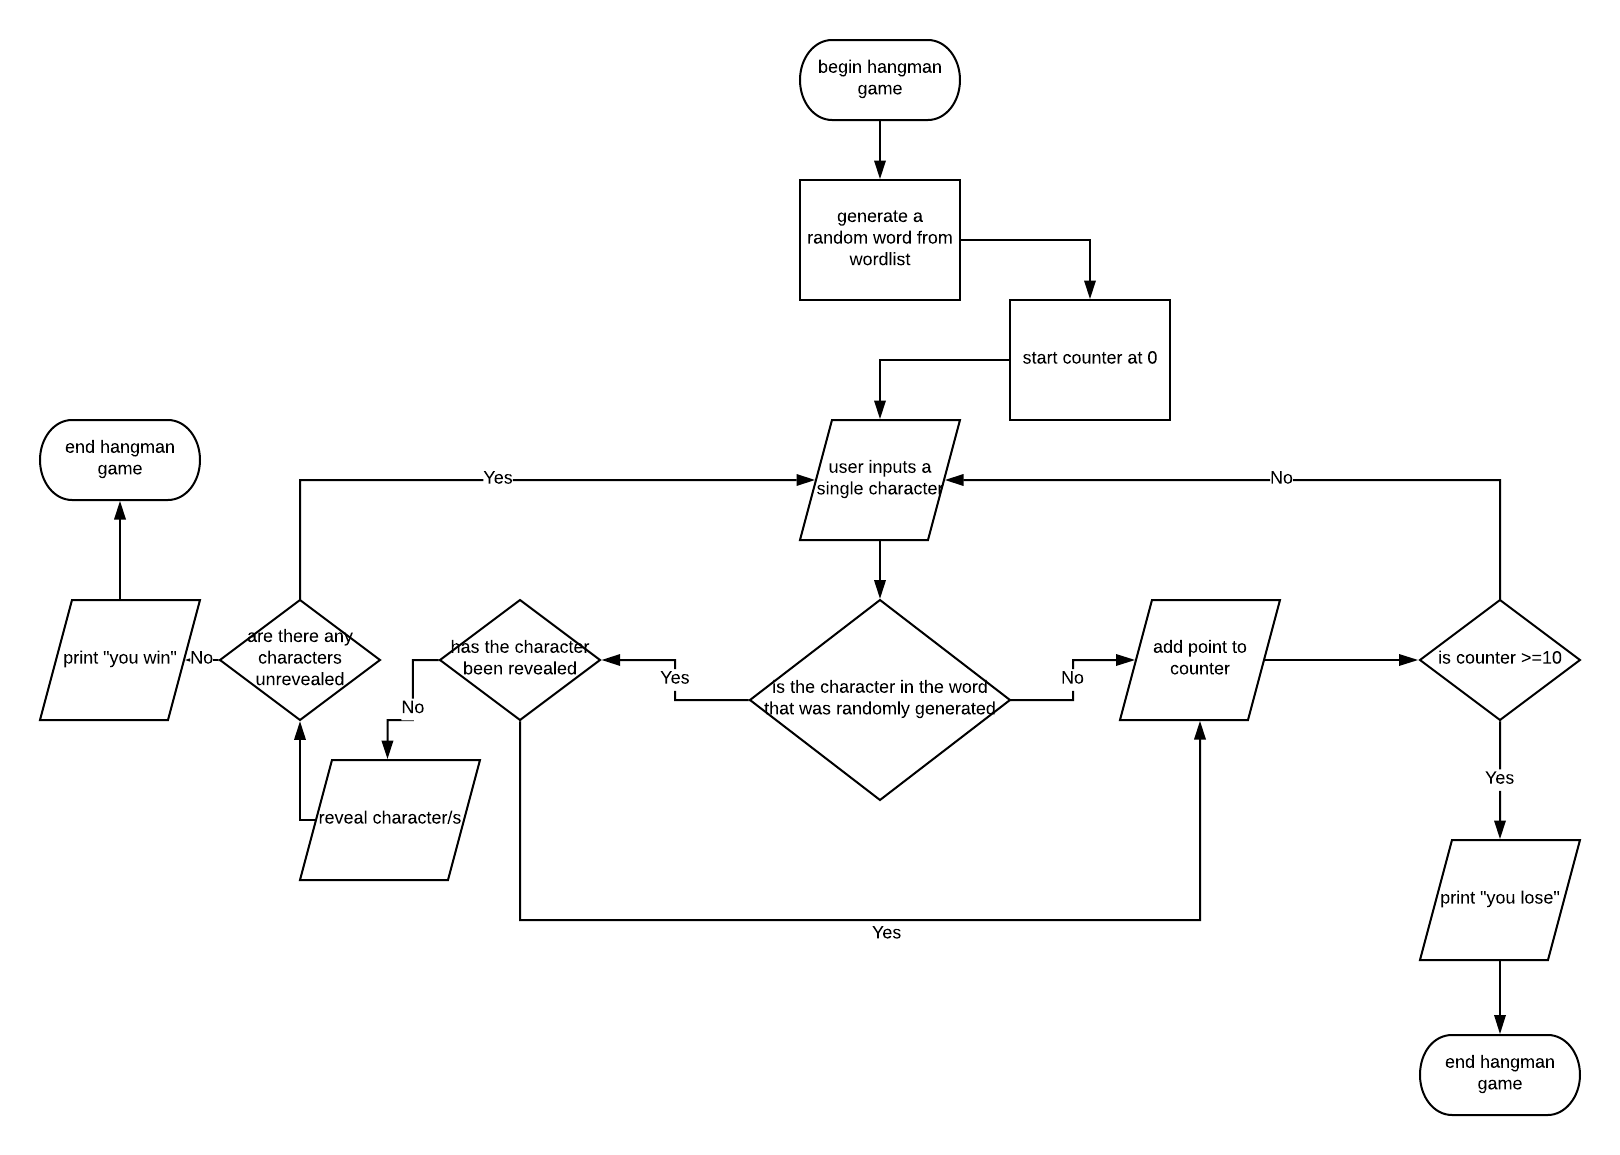 begin hangman
game
generate a
random word from
wordlist
start counter at 0
end hangman
game
Yes
user inputs a
single character
No
print "you win"
No
are there any
characters
unrevealed
has the character
been revealed
No
reveal character/s
Yes
is the character in the word
that was randomly generated
No
add point to
counter
is counter >=10
Yes
Yes
print "you lose"
end hangman
game